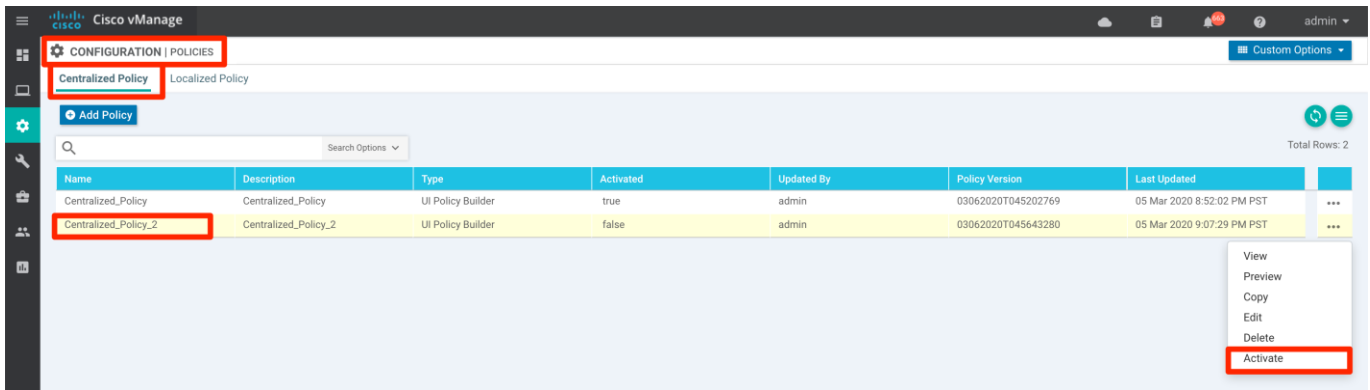 cisco Cisco vManage 663 admin
CONFIGURATION | POLICIES Custom Options
Centralized Policy Localized Policy
Add Policy
Search Options Total Rows: 2
Name Description Type Activated Updated By Policy Version Last Updated
Centralized_Policy Centralized_Policy UI Policy Builder true admin 03062020T045202769 05 Mar 2020 8:52:02 PM PST
Centralized_Policy_2 Centralized_Policy_2 UI Policy Builder false admin 03062020T045643280 05 Mar 2020 9:07:29 PM PST
View
Preview
Copy
Edit
Delete
Activate